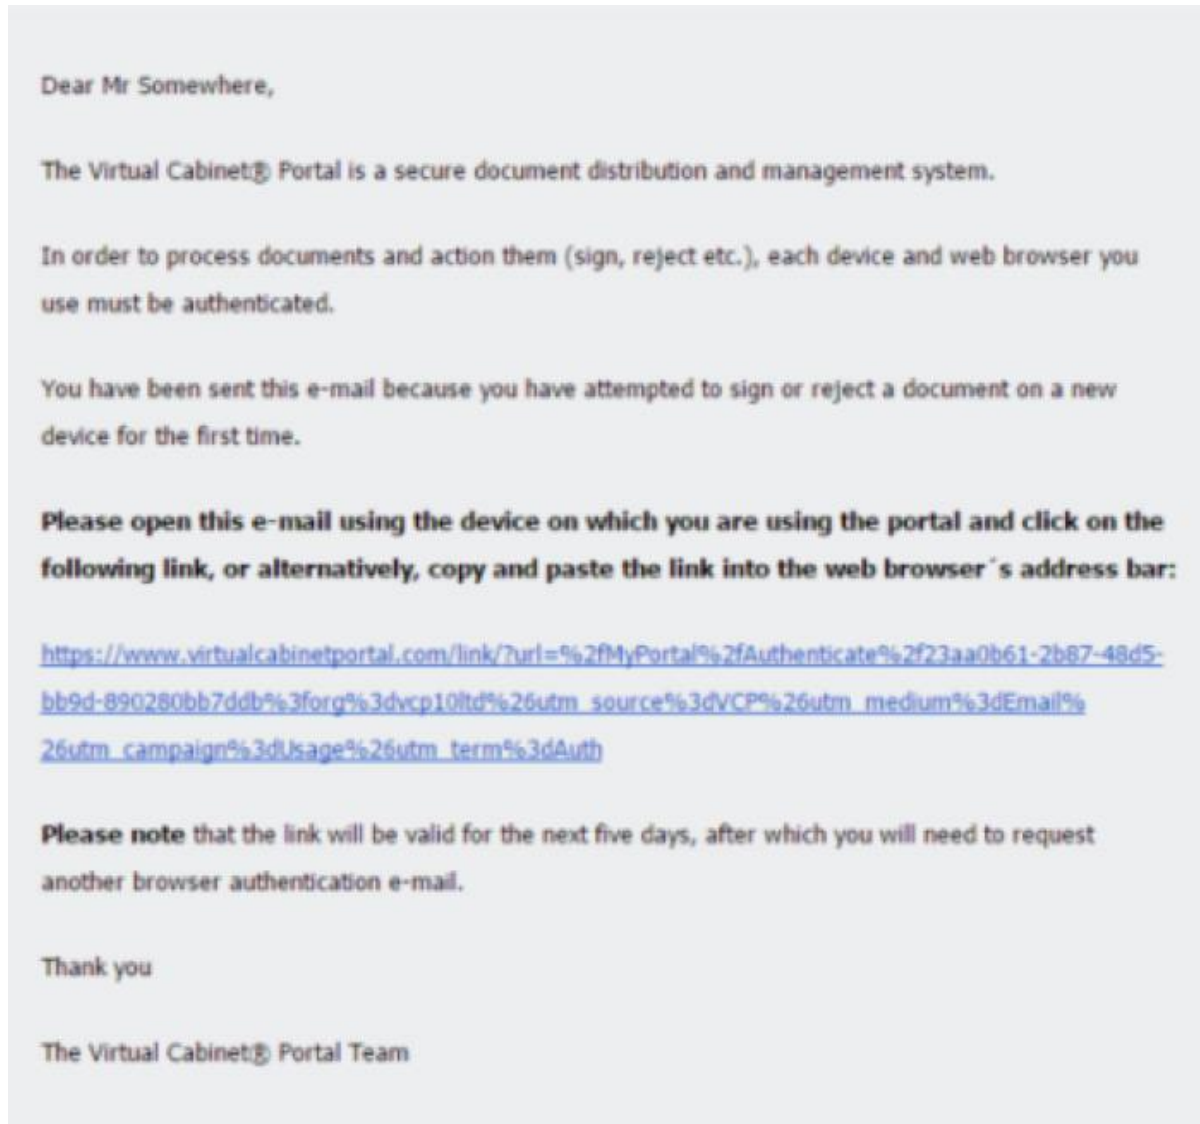 Dear Mr Somewhere,
The Virtual Cabinet® Portal is a secure document distribution and management system.
In order to process documents and action them (sign, reject etc.), each device and web browser you
use must be authenticated.
You have been sent this e-mail because you have attempted to sign or reject a document on a new
device for the first time.
Please open this e-mail using the device on which you are using the portal and click on the
following link, or alternatively, copy and paste the link into the web browser´s address bar:
https://www.virtualcabinetportal.com/link/?url=%2fMyPortal%2fAuthenticate%2f23aa0b61-2b87-48d5-
bb9d-890280bb7ddb%3forg%3dvcp10ltd%26utm_source%3dVCP%26utm_medium%3dEmail%
26utm_campaign%3dUsage%26utm_term%3dAuth
Please note that the link will be valid for the next five days, after which you will need to request
another browser authentication e-mail.
Thank you
The Virtual Cabinet® Portal Team